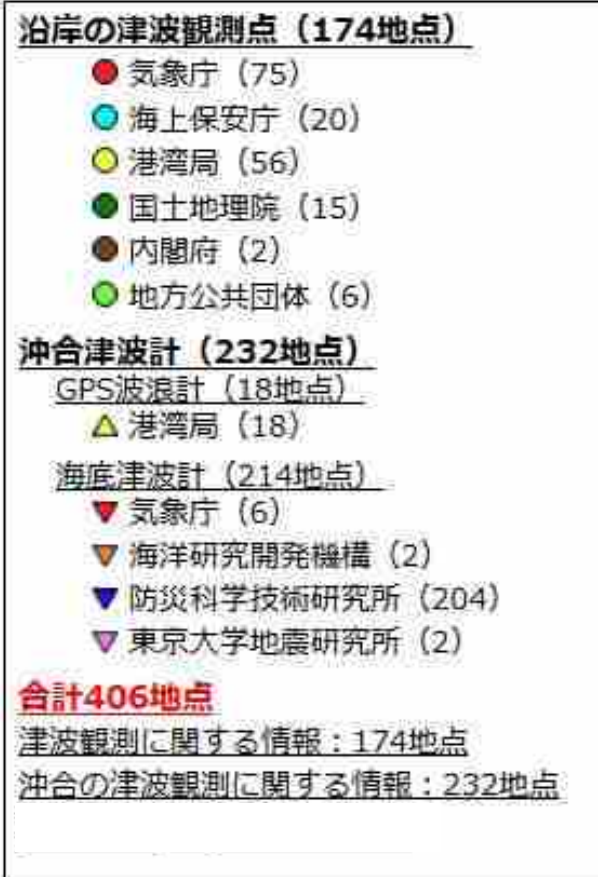 沿岸の津波観測点（174地点）
気象庁（75）
海上保安庁（20）
港湾局（56）
国土地理院（15）
内閣府（2）
地方公共団体（6）
沖合津波計（232地点）
GPS波浪計（18地点）
港湾局（18）
海底津波計（214地点）
気象庁（6）
海洋研究開発機構（2）
防災科学技術研究所（204）
東京大学地震研究所（2）
合計406地点
津波観測に関する情報：174地点
沖合の津波観測に関する情報：232地点